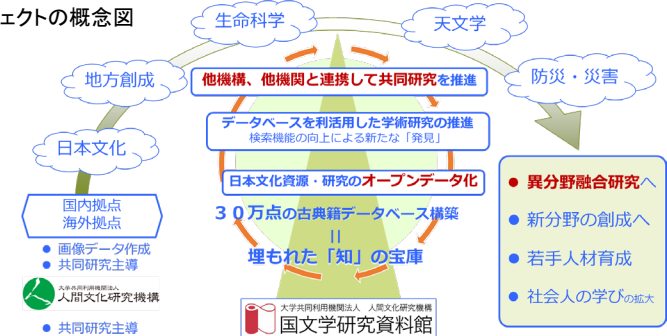 ェクトの概念図
生命科学
天文学
地方創成
防災・災害
日本文化
他機構、他機関と連携して共同研究を推進
データベースを利活用した学術研究の推進
検索機能の向上による新たな「発見」
日本文化資源・研究のオープンデータ化
３０万点の古典籍データベース構築
＝
埋もれた「知」の宝庫
国内拠点
海外拠点
● 画像データ作成
● 共同研究主導
大学共同利用機関法人
人間文化研究機構
● 共同研究主導
大学共同利用機関法人 人間文化研究機構
国文学研究資料館
● 異分野融合研究へ
● 新分野の創成へ
● 若手人材育成
● 社会人の学びの拡大